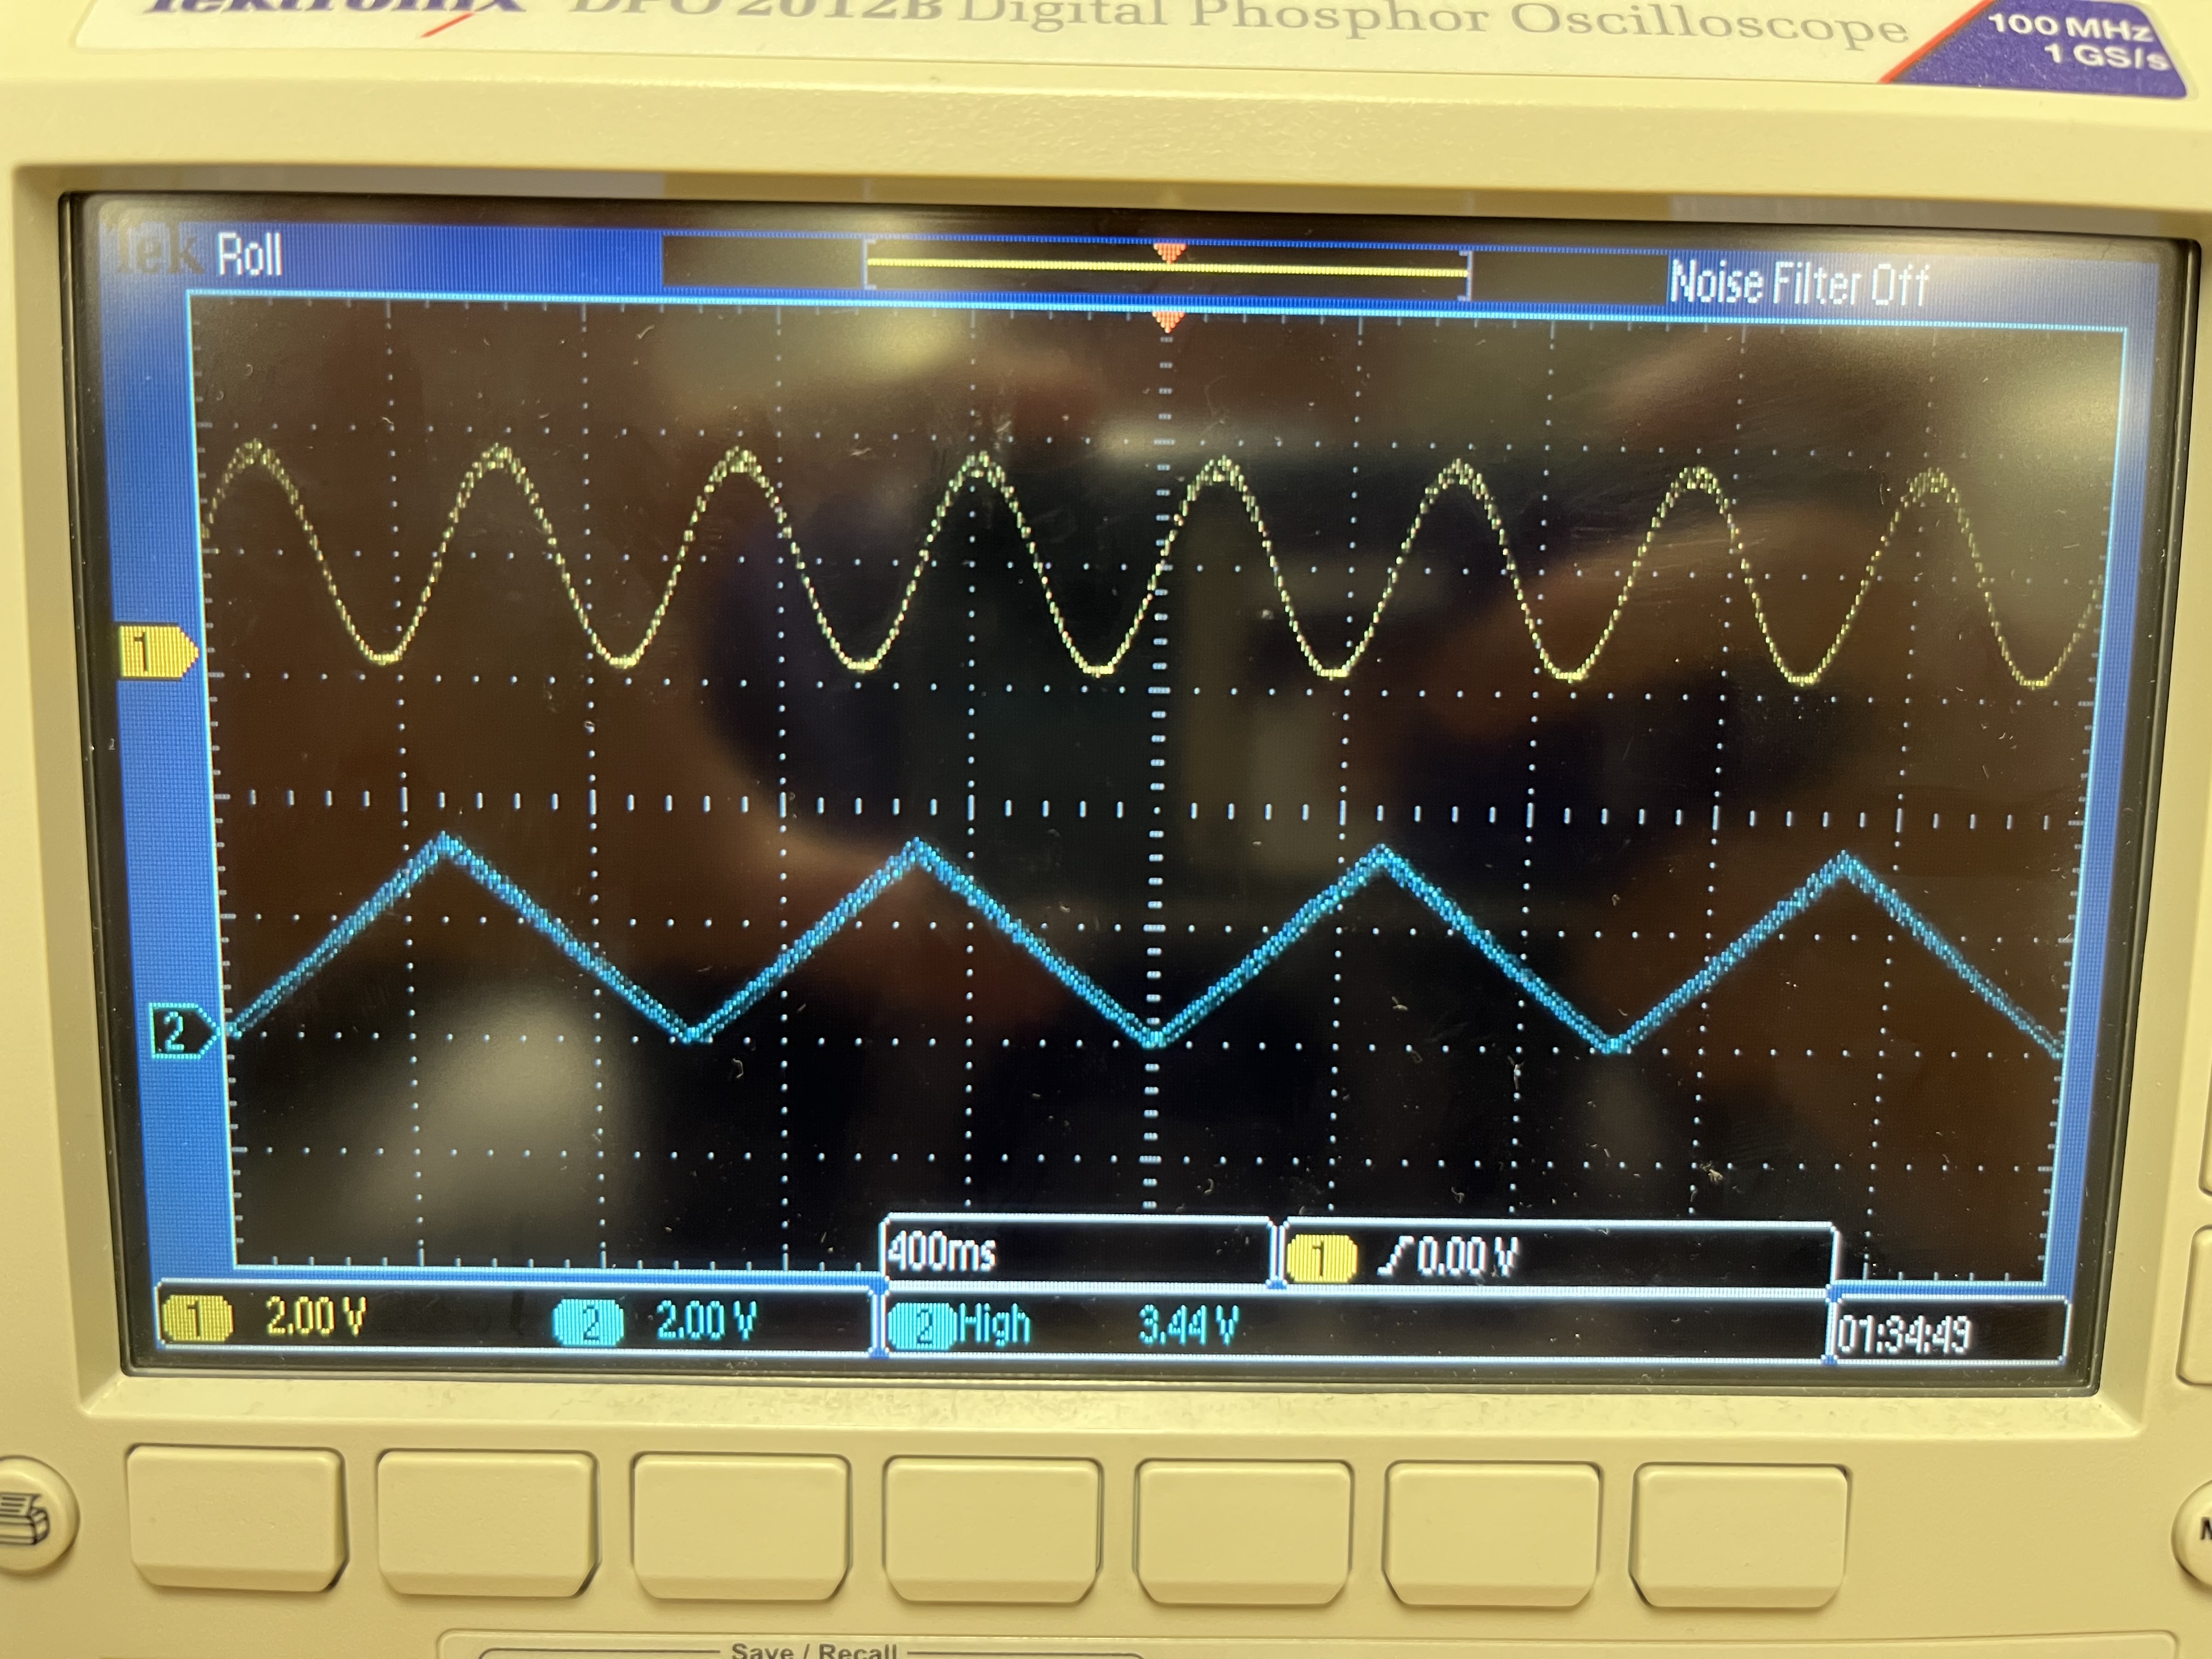 Tektronix DPO 2012B Digital Phosphor Oscilloscope
100 MHz
1 GS/s
Tek Roll
Noise Filter Off
1
2
400ms
1 0.00 V
1 2.00 V 2 2.00 V 2 High 3.44 V
01:34:49
Save / Recall